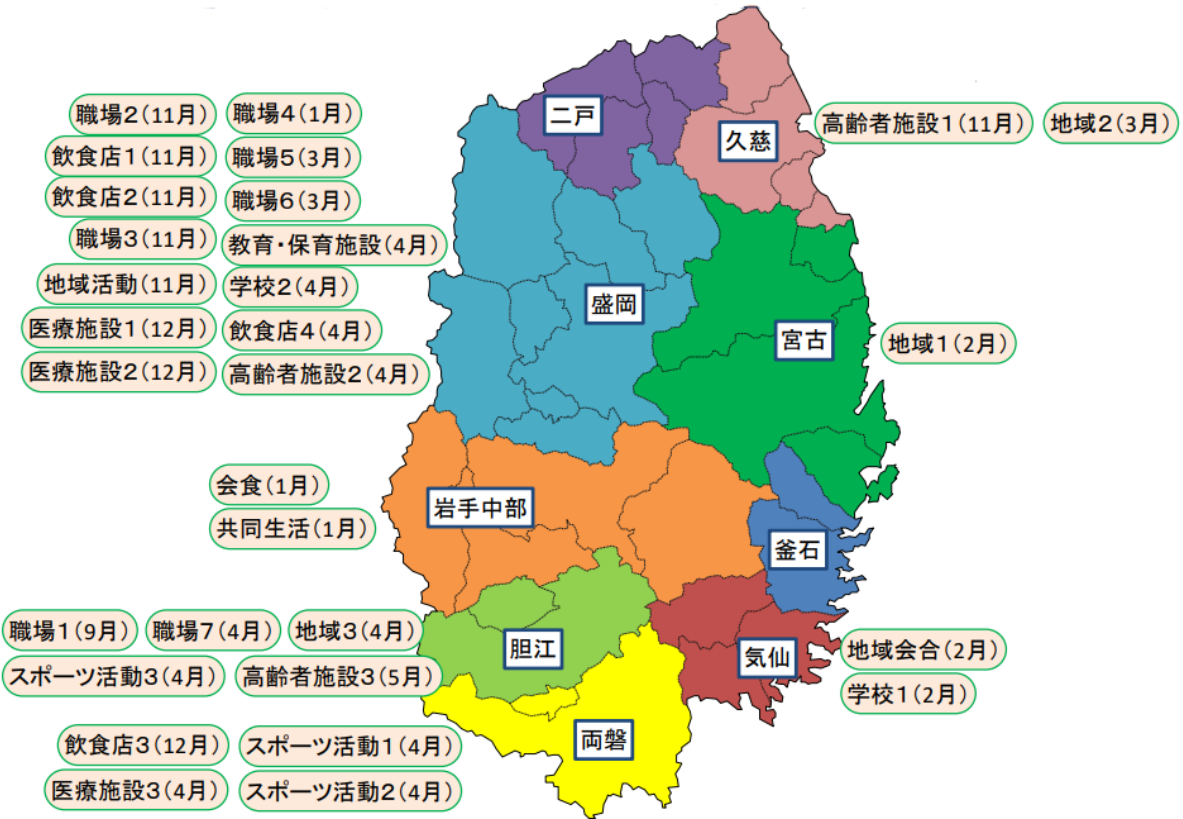 二戸
久慈
職場2(11月) 職場4(1月)
高齢者施設1(11月) 地域2(3月)
飲食店1(11月) 職場5(3月)
飲食店2(11月) 職場6(3月)
職場3(11月) 教育・保育施設(4月)
地域活動(11月) 学校2(4月)
盛岡
医療施設1(12月) 飲食店4(4月)
宮古
地域1(2月)
医療施設2(12月) 高齢者施設2(4月)
会食(1月)
岩手中部
共同生活(1月)
釜石
職場1(9月) 職場7(4月) 地域3(4月)
胆江
気仙
地域会合(2月)
スポーツ活動3(4月) 高齢者施設3(5月)
学校1(2月)
飲食店3(12月) スポーツ活動1(4月)
両磐
医療施設3(4月) スポーツ活動2(4月)